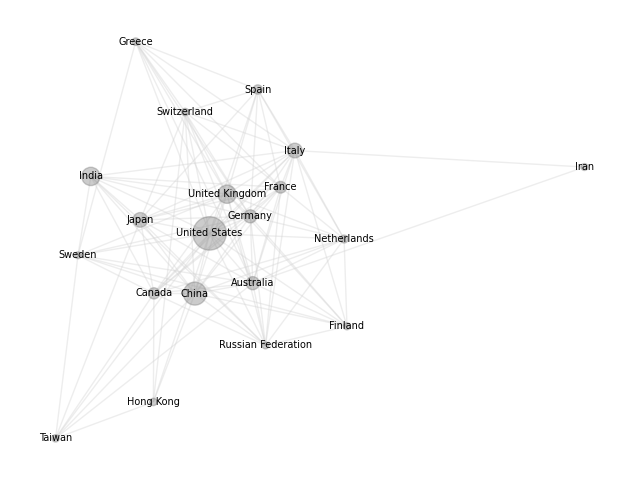 Greece
Spain
Switzerland
Italy
Iran
India
France
United Kingdom
Japan
Germany
United States
Netherlands
Sweden
Australia
Canada
China
Finland
Russian Federation
Hong Kong
Taiwan